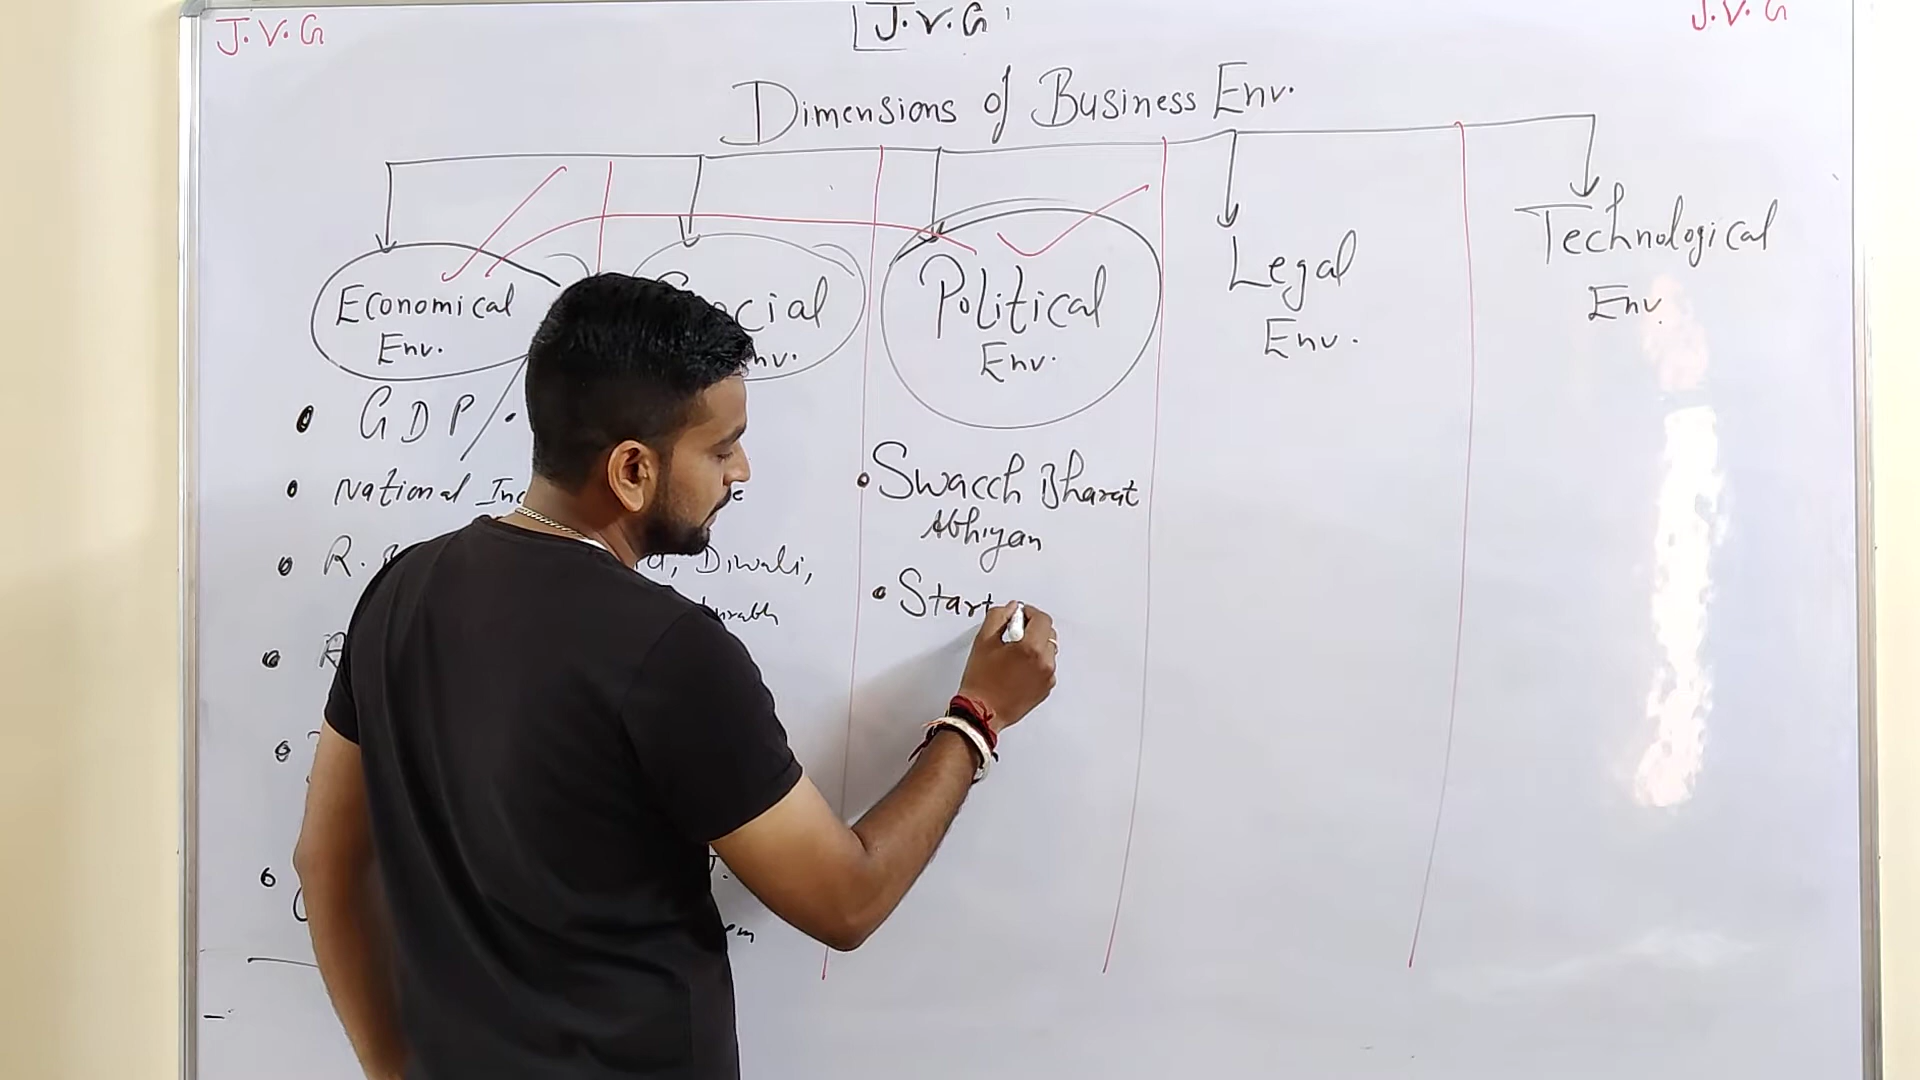 J.V.G
J.V.G
J.V.G
Dimensions of Business Env.
Economical
Env.
Social
Env.
Political
Env.
Legal
Env.
Technological
Env.
• GDP
• National Inc
• R.
• Swacch Bharat
Abhiyan
• Start
Diwali,